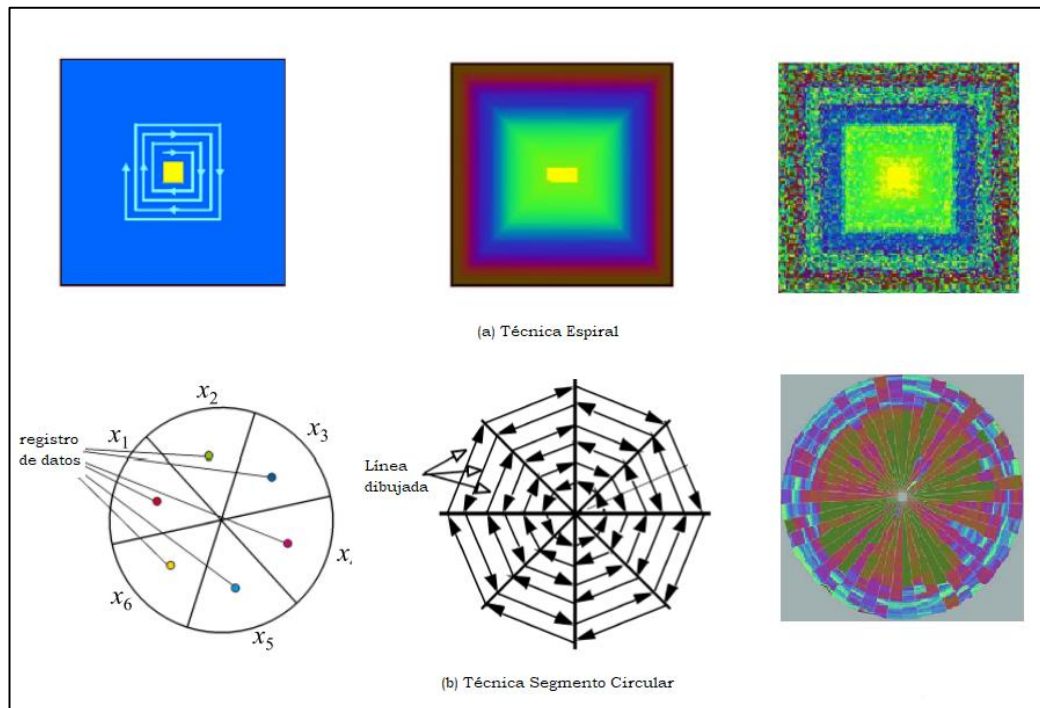 (a) Técnica Espiral
x2
x1
x3
registro
de datos
x6
x5
Línea
dibujada
(b) Técnica Segmento Circular